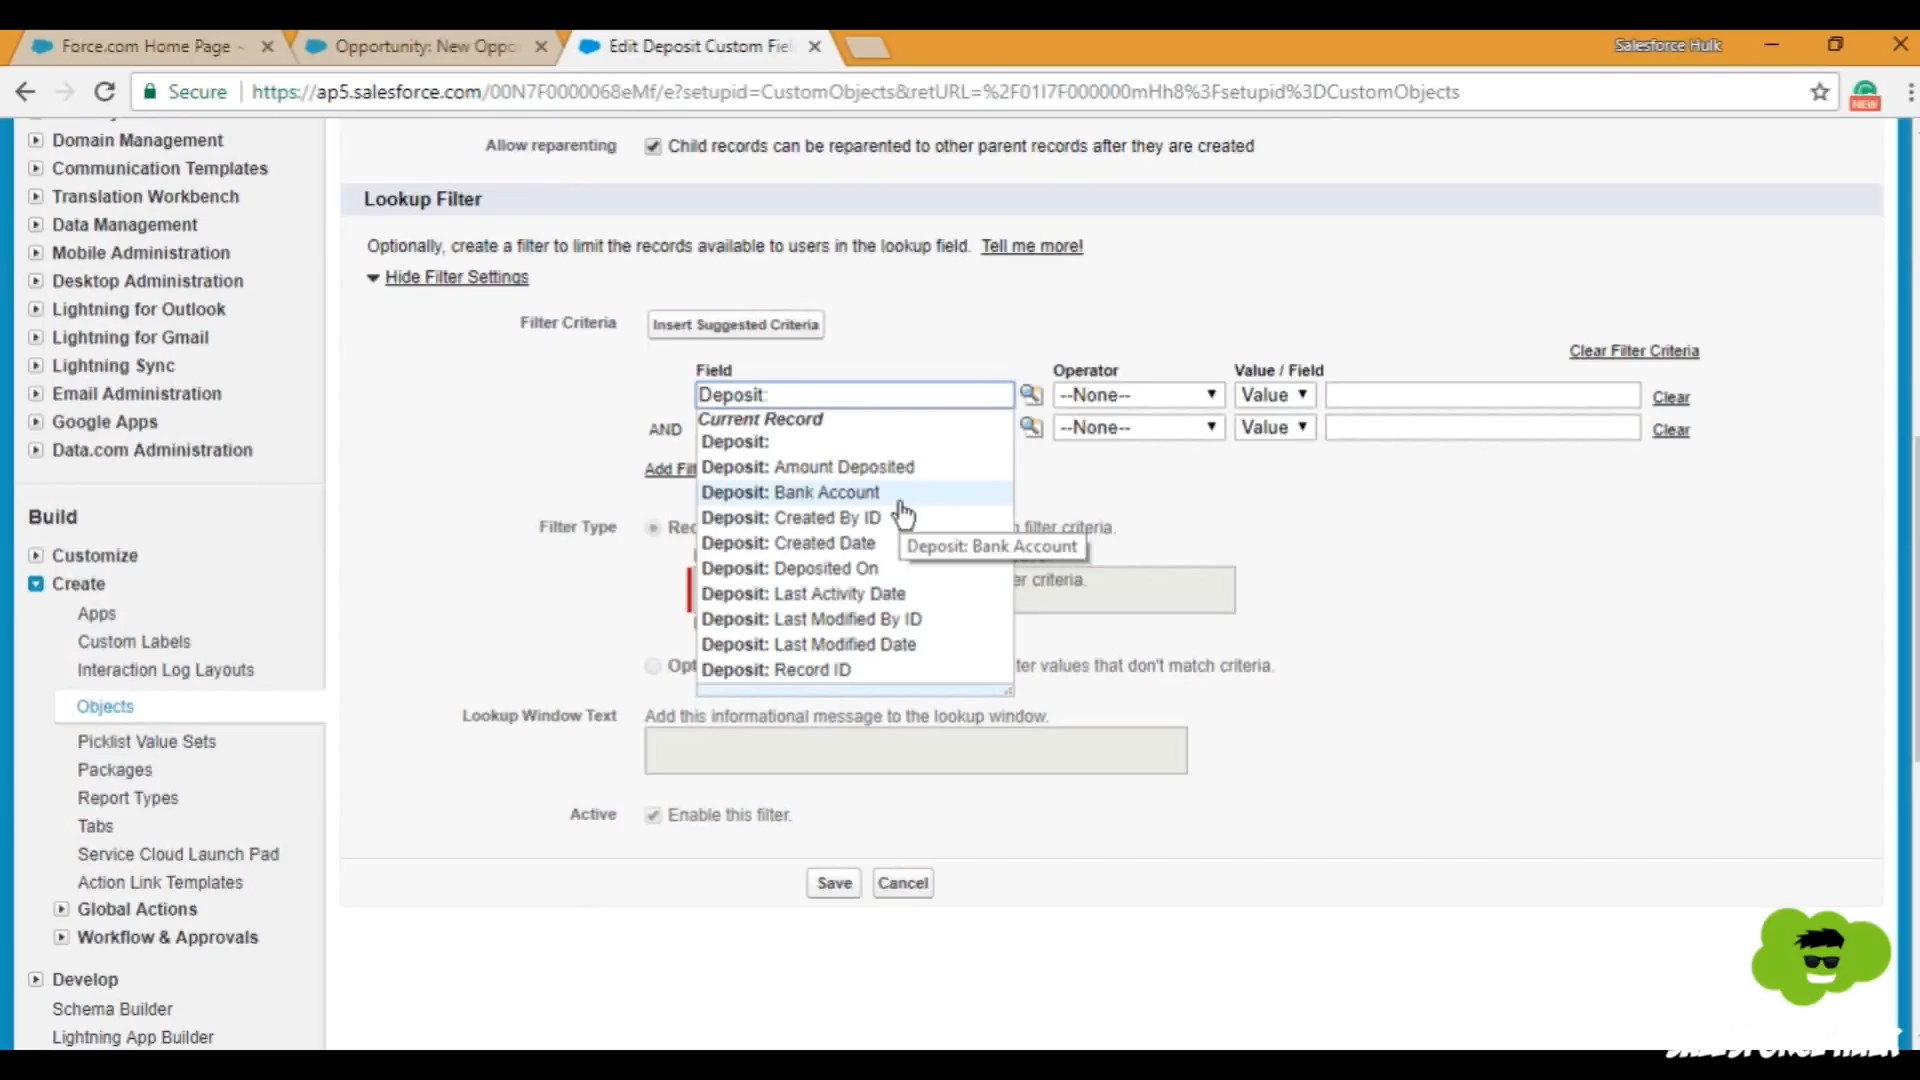 Force.com Home Page ~
Opportunity: New Oppo
Edit Deposit Custom Fie
Salesforce Hulk
Secure
https://ap5.salesforce.com/00N7F0000068eMf/e?setupid=CustomObjects&retURL=%2F01I7F000000mHh8%3Fsetupid%3DCustomObjects
NEW
Domain Management
Communication Templates
Translation Workbench
Data Management
Mobile Administration
Desktop Administration
Lightning for Outlook
Lightning for Gmail
Lightning Sync
Email Administration
Google Apps
Data.com Administration
Build
Customize
Create
Apps
Custom Labels
Interaction Log Layouts
Objects
Picklist Value Sets
Packages
Report Types
Tabs
Service Cloud Launch Pad
Action Link Templates
Global Actions
Workflow & Approvals
Develop
Schema Builder
Lightning App Builder
Allow reparenting
Child records can be reparented to other parent records after they are created
Lookup Filter
Optionally, create a filter to limit the records available to users in the lookup field. Tell me more!
Hide Filter Settings
Filter Criteria
Insert Suggested Criteria
Clear Filter Criteria
Field
Operator
Value / Field
Deposit:
--None--
Value
Clear
AND
--None--
Value
Clear
Current Record
Deposit:
Deposit: Amount Deposited
Deposit: Bank Account
Deposit: Created By ID
Deposit: Created Date
Deposit: Deposited On
Deposit: Last Activity Date
Deposit: Last Modified By ID
Deposit: Last Modified Date
Deposit: Record ID
Deposit: Bank Account
Add Fil
Filter Type
Rec
filter criteria.
er criteria.
Opt
ter values that don't match criteria.
Lookup Window Text
Add this informational message to the lookup window.
Active
Enable this filter.
Save
Cancel